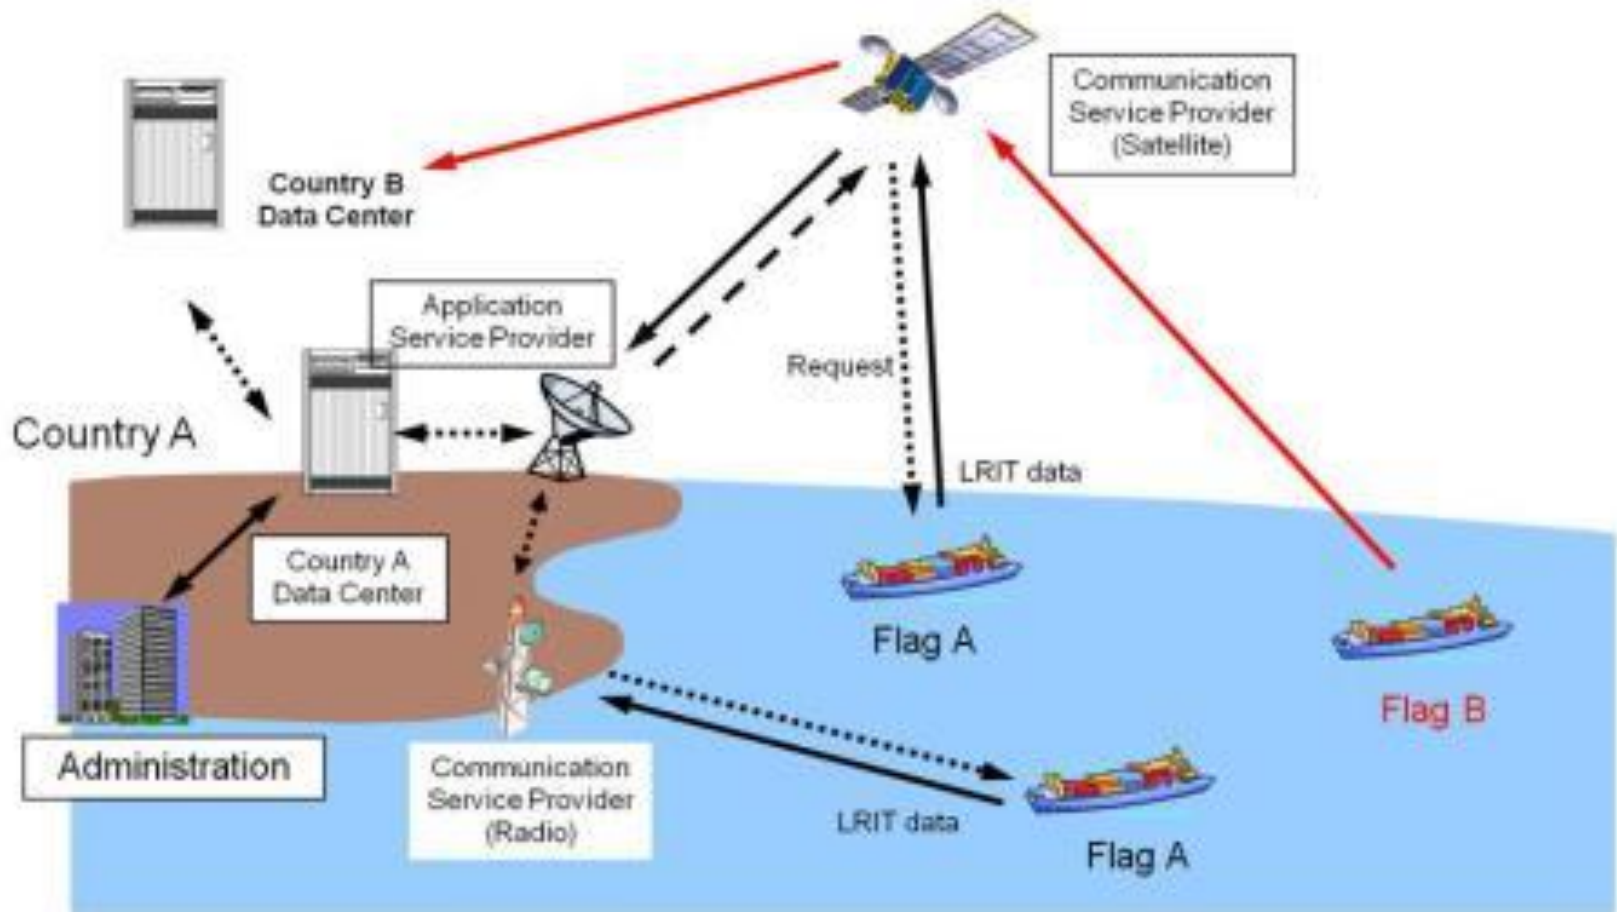 Communication
Service Provider
(Satellite)
Country B
Data Center
Application
Service Provider
Request
Country A
LRIT data
Country A
Data Center
Flag A
Flag B
Administration
Communication
Service Provider
(Radio)
LRIT data
Flag A